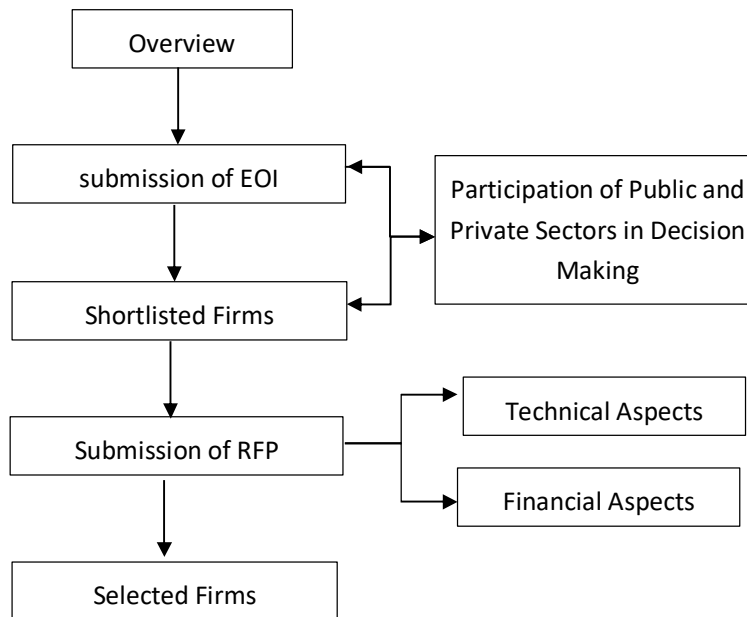 Overview
submission of EOI
Participation of Public and
Private Sectors in Decision
Making
Shortlisted Firms
Technical Aspects
Submission of RFP
Financial Aspects
Selected Firms